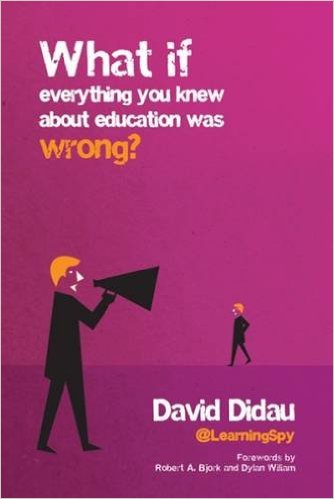 What if
everything you knew
about education was
wrong?
David Didau
@LearningSpy
Forewords by
Robert A. Bjork and Dylan Wiliam